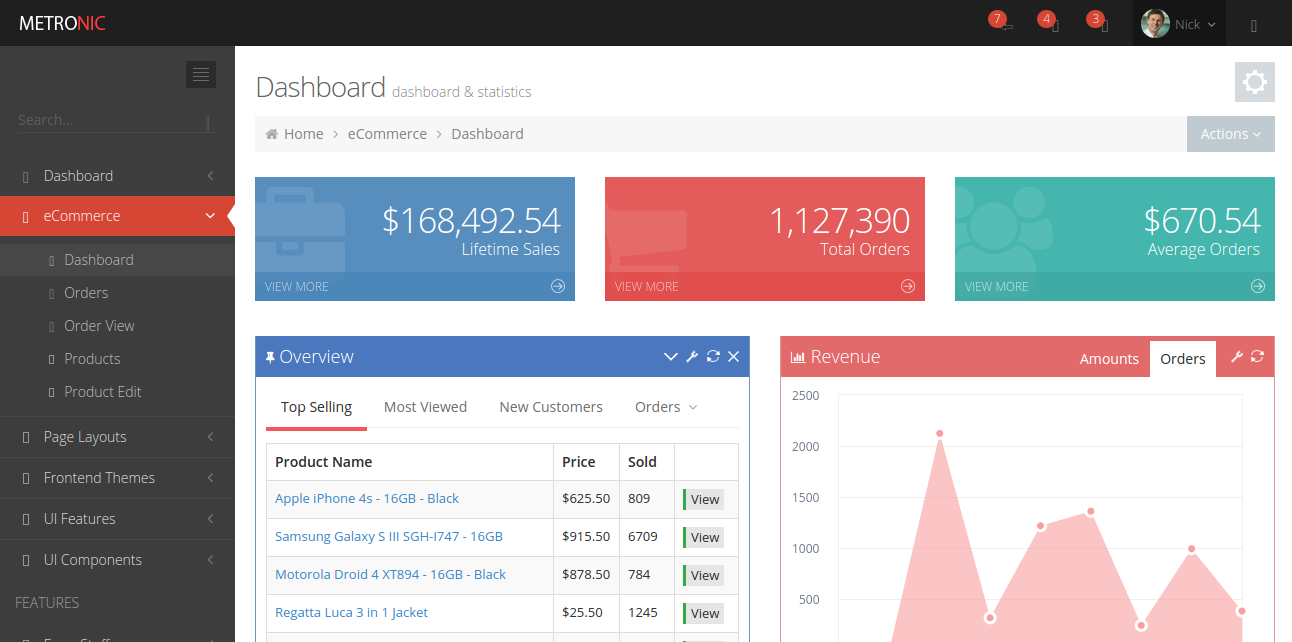 METRONIC
7
4
3
Nick
Search...
Dashboard
eCommerce
Dashboard
Orders
Order View
Products
Product Edit
Page Layouts
Frontend Themes
UI Features
UI Components
FEATURES
Dashboard dashboard & statistics
Home eCommerce Dashboard
Actions
$168,492.54
Lifetime Sales
VIEW MORE
1,127,390
Total Orders
VIEW MORE
$670.54
Average Orders
VIEW MORE
Overview
Top Selling Most Viewed New Customers Orders
Product Name Price Sold
Apple iPhone 4s - 16GB - Black $625.50 809 View
Samsung Galaxy S III SGH-I747 - 16GB $915.50 6709 View
Motorola Droid 4 XT894 - 16GB - Black $878.50 784 View
Regatta Luca 3 in 1 Jacket $25.50 1245 View
Revenue Amounts Orders
2500
2000
1500
1000
500